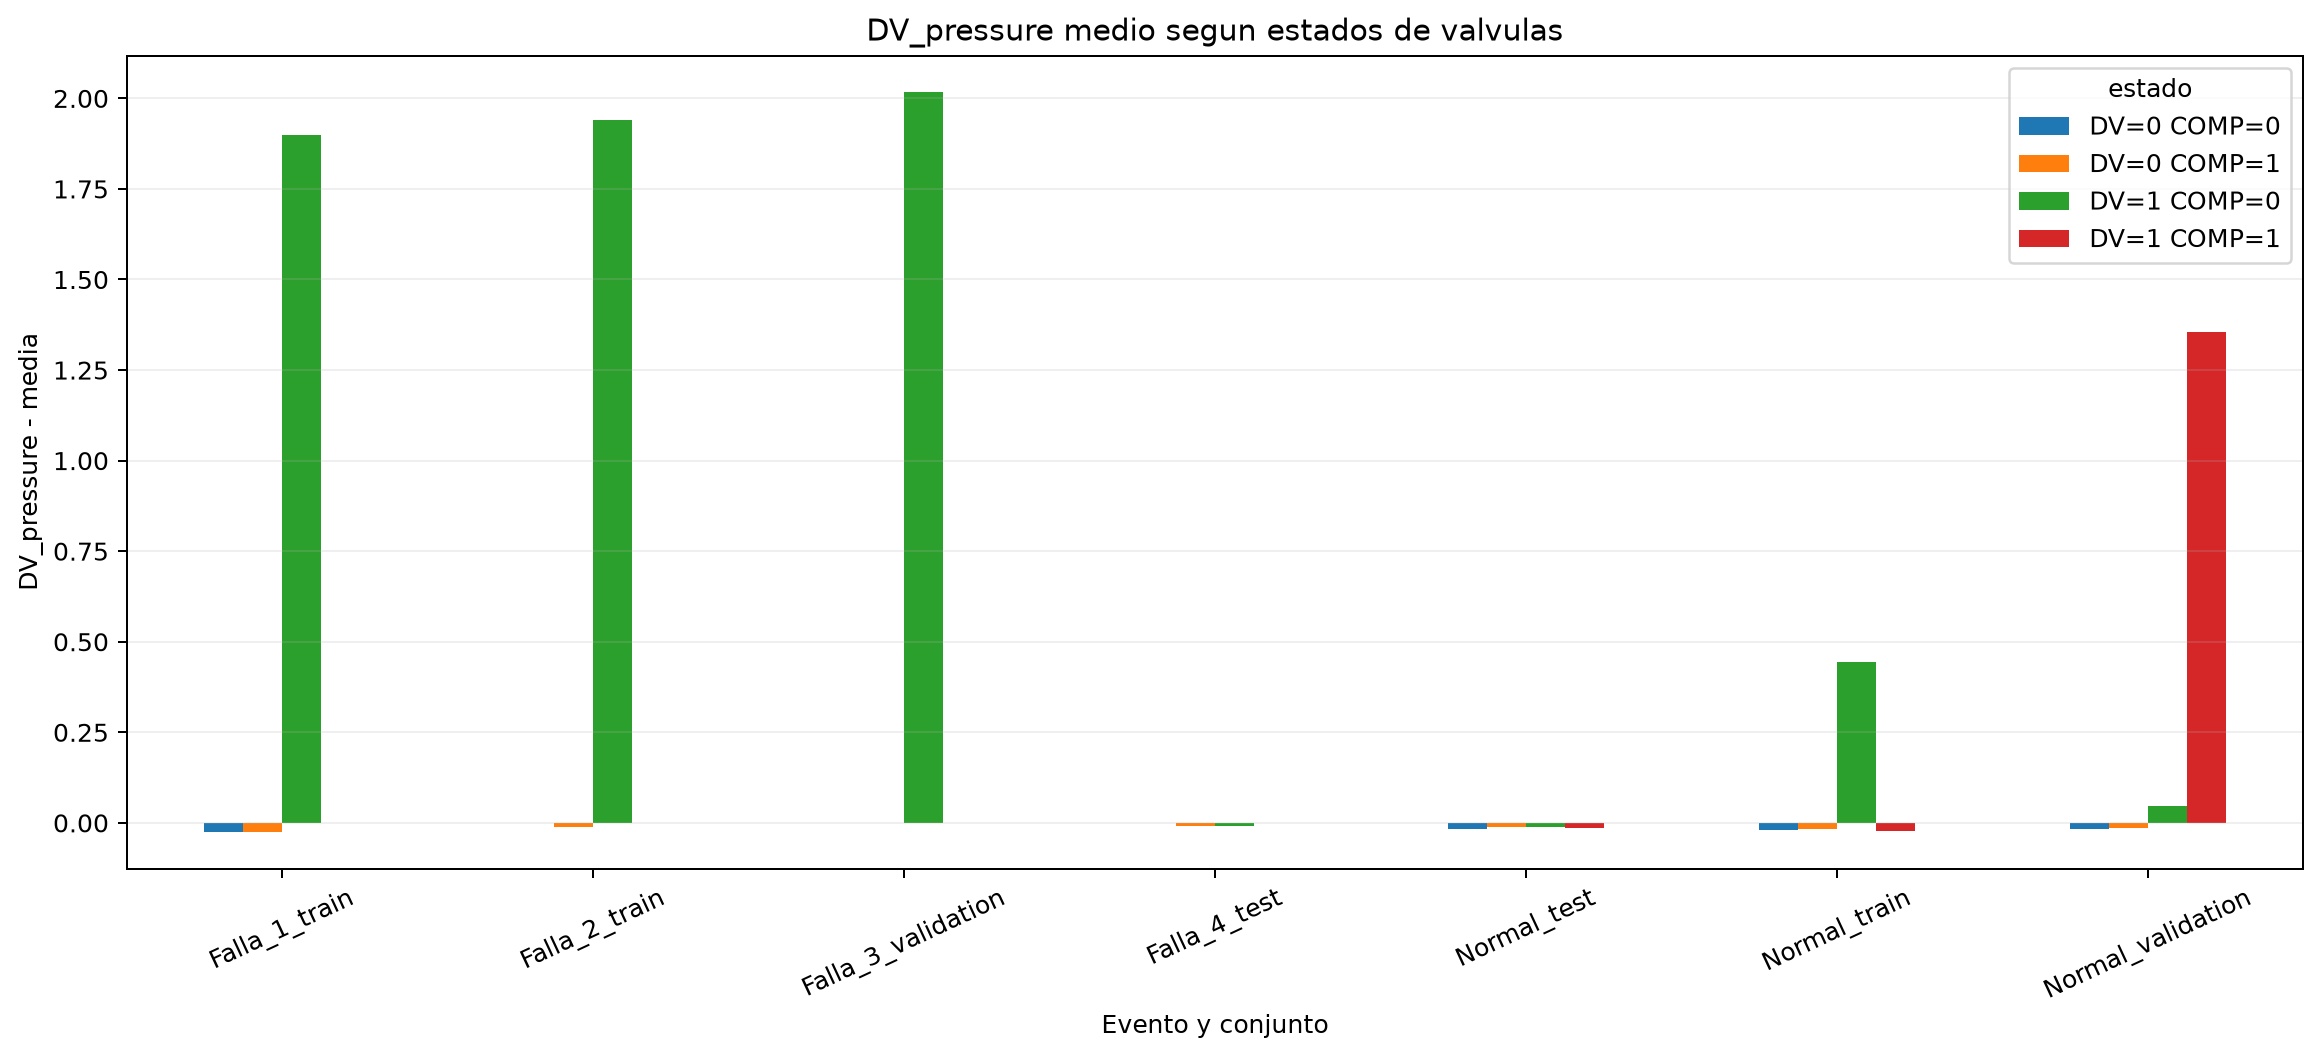 DV_pressure medio segun estados de valvulas
estado
DV=0 COMP=0
DV=0 COMP=1
DV=1 COMP=0
DV=1 COMP=1
DV_pressure - media
2.00
1.75
1.50
1.25
1.00
0.75
0.50
0.25
0.00
Falla_1_train
Falla_2_train
Falla_3_validation
Falla_4_test
Normal_test
Normal_train
Normal_validation
Evento y conjunto